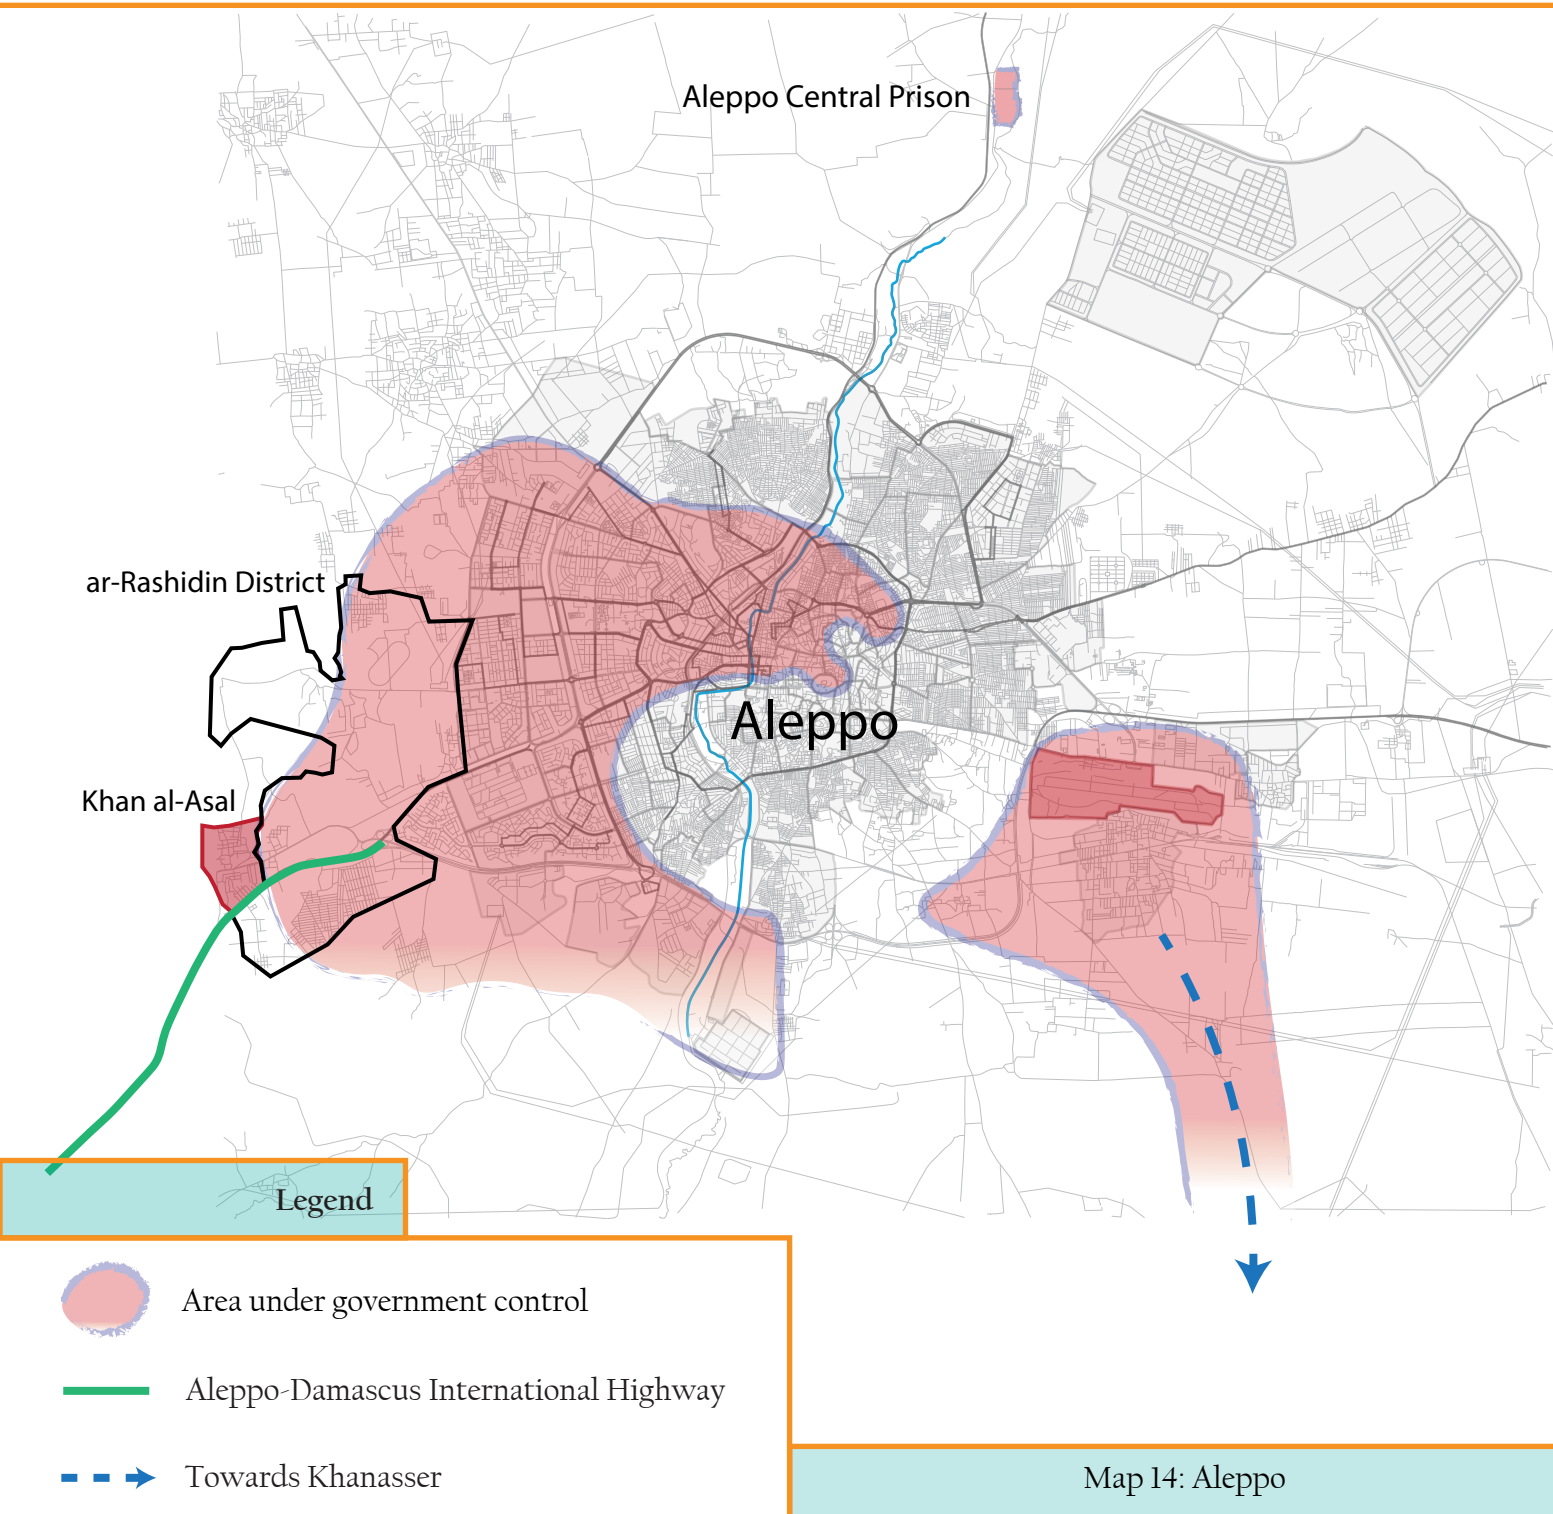 Aleppo Central Prison
ar-Rashidin District
Aleppo
Khan al-Asal
Legend
Area under government control
Aleppo-Damascus International Highway
Towards Khanasser
Map 14: Aleppo